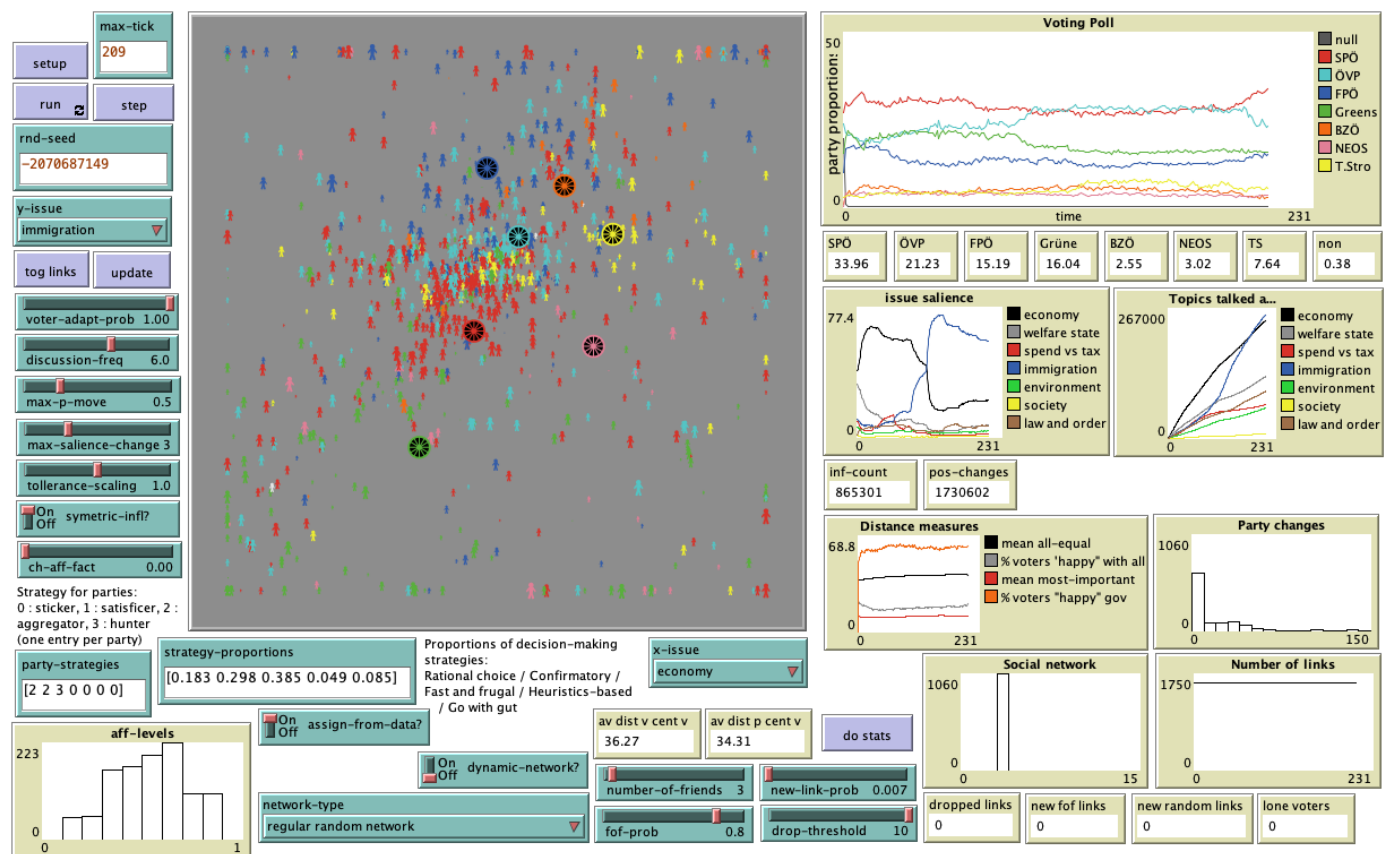 setup
max-tick
209
run
step
rnd-seed
-2070687149
y-issue
immigration
tog links
update
voter-adapt-prob 1.00
discussion-freq 6.0
max-p-move 0.5
max-salience-change 3
tollerance-scaling 1.0
On
Off
symetric-infl?
ch-aff-fact 0.00
Strategy for parties:
0 : sticker, 1 : satisficer, 2 :
aggregator, 3 : hunter
(one entry per party)
party-strategies
[2 2 3 0 0 0 0]
strategy-proportions
[0.183 0.298 0.385 0.049 0.085]
Proportions of decision-making
strategies:
Rational choice / Confirmatory /
Fast and frugal / Heuristics-based
/ Go with gut
x-issue
economy
On
Off
assign-from-data?
On
Off
dynamic-network?
aff-levels
223
0
0
1
network-type
regular random network
av dist v cent v
36.27
av dist p cent v
34.31
do stats
number-of-friends 3
new-link-prob 0.007
fof-prob 0.8
drop-threshold 10
Voting Poll
50
party proportion:
0
0
time
231
null
SPÖ
ÖVP
FPÖ
Greens
BZÖ
NEOS
T.Stro
SPÖ
33.96
ÖVP
21.23
FPÖ
15.19
Grüne
16.04
BZÖ
2.55
NEOS
3.02
TS
7.64
non
0.38
issue salience
77.4
0
0
231
economy
welfare state
spend vs tax
immigration
environment
society
law and order
Topics talked a...
267000
0
0
231
economy
welfare state
spend vs tax
immigration
environment
society
law and order
inf-count
865301
pos-changes
1730602
Distance measures
68.8
0
0
231
mean all-equal
% voters "happy" with all
mean most-important
% voters "happy" gov
Party changes
1060
0
0
150
Social network
1060
0
0
15
Number of links
1750
0
0
231
dropped links
0
new fof links
0
new random links
0
lone voters
0